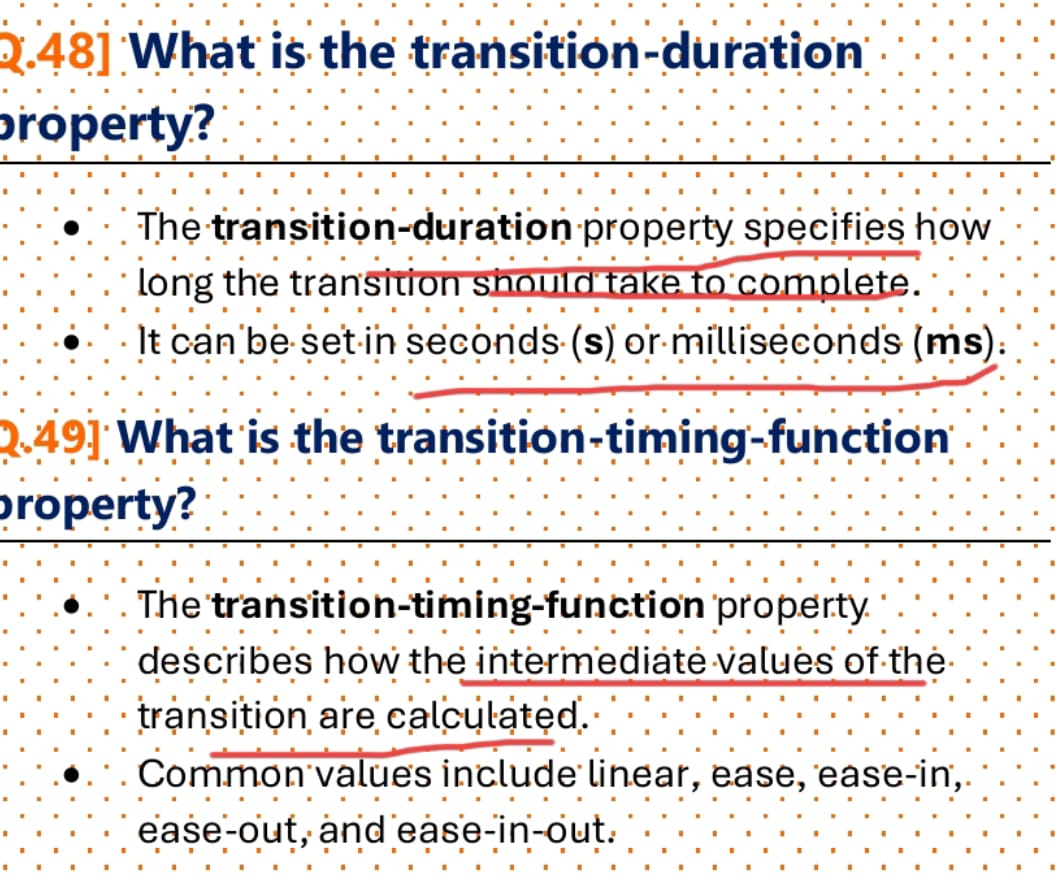 Q.48] What is the transition-duration
property?
• The transition-duration property specifies how
long the transition should take to complete.
• It can be set in seconds (s) or milliseconds (ms).
Q.49] What is the transition-timing-function
property?
• The transition-timing-function property
describes how the intermediate values of the
transition are calculated.
• Common values include linear, ease, ease-in,
ease-out, and ease-in-out.